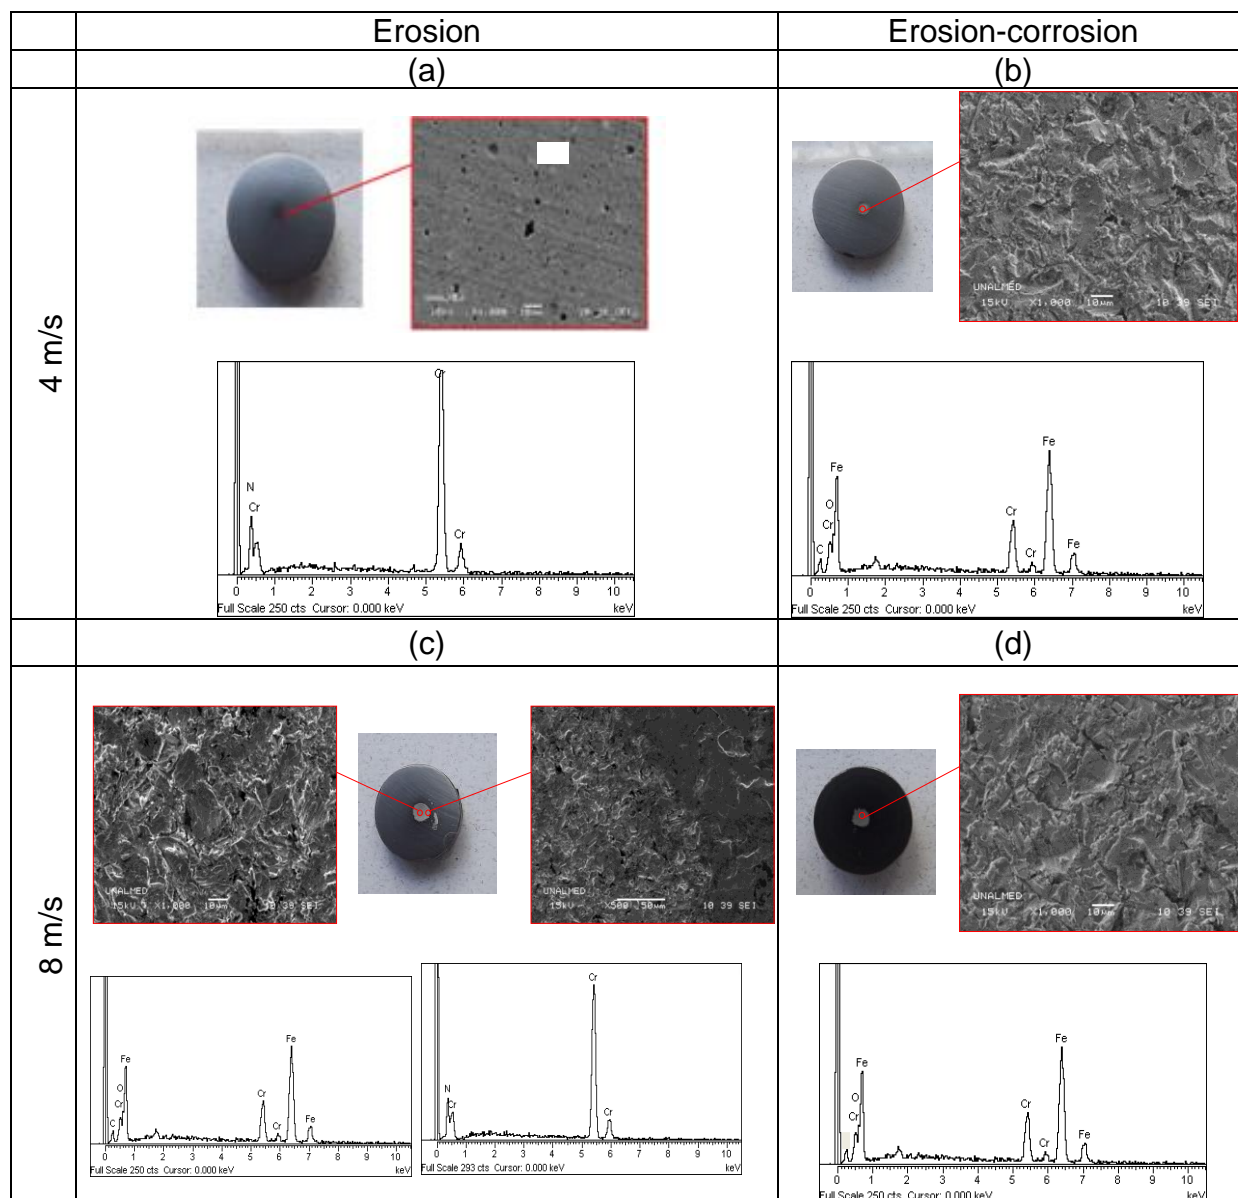 Erosion
Erosion-corrosion
(a)
(b)
4 m/s
UNALMED
15kV X1,000 10µm 10 39 SEI
N
Cr
Cr
Cr
0 1 2 3 4 5 6 7 8 9 10
Full Scale 250 cts Cursor: 0.000 keV
keV
Fe
Fe
O
Cr
C
Cr
Cr
Fe
0 1 2 3 4 5 6 7 8 9 10
Full Scale 250 cts Cursor: 0.000 keV
keV
(c)
(d)
8 m/s
UNALMED
15kV X1,000 10µm 10 39 SEI
UNALMED
15kV X500 50µm 10 39 SEI
UNALMED
15kV X1,000 10µm 10 39 SEI
Fe
Fe
O
Cr
C
Cr
Cr
Fe
0 1 2 3 4 5 6 7 8 9 10
Full Scale 250 cts Cursor: 0.000 keV
keV
Cr
N
Cr
Cr
0 1 2 3 4 5 6 7 8 9 10
Full Scale 293 cts Cursor: 0.000 keV
keV
Fe
Fe
O
Cr
Cr
Cr
Fe
0 1 2 3 4 5 6 7 8 9 10
Full Scale 250 cts Cursor: 0.000 keV
keV